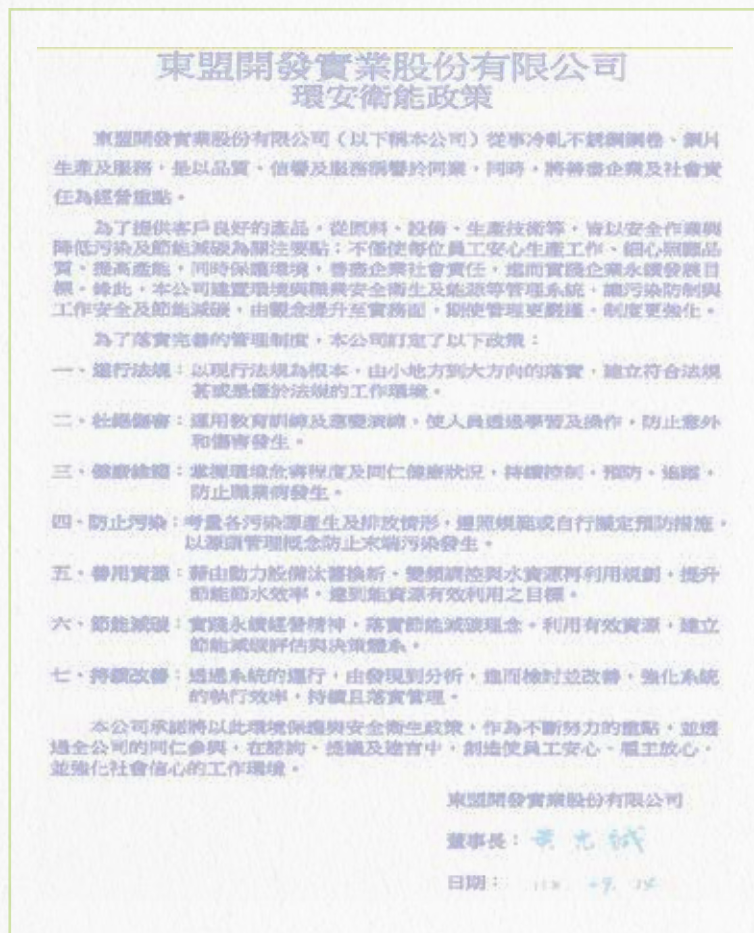 東盟開發實業股份有限公司
環安衛能政策
東盟開發實業股份有限公司（以下稱本公司）從事冷軋不銹鋼鋼捲、鋼片
生產及服務，是以品質、信譽及服務稱譽於同業，同時，將善盡企業及社會責
任為經營重點。
為了提供客戶良好的產品，從原料、設備、生產技術等，皆以安全作業與
降低污染及節能減碳為關注要點；不僅使每位員工安心生產工作、細心照顧品
質、提高產能，同時保護環境，善盡企業社會責任，進而實踐企業永續發展目
標。緣此，本公司建置環境與職業安全衛生及能源等管理系統，讓污染防制與
工作安全及節能減碳，由觀念提升至實務面，期使管理更嚴謹、制度更強化。
為了落實完善的管理制度，本公司訂定了以下政策：
一、遵行法規：以現行法規為根本，由小地方到大方向的落實，建立符合法規
甚或是優於法規的工作環境。
二、杜絕傷害：運用教育訓練及應變演練，使人員透過學習及操作，防止意外
和傷害發生。
三、健康維護：掌握環境危害程度及同仁健康狀況，持續控制、預防、追蹤，
防止職業病發生。
四、防止污染：考量各污染源產生及排放情形，遵照規範或自行擬定預防措施，
以源頭管理概念防止末端污染發生。
五、善用資源：藉由動力設備汰舊換新、變頻調控與水資源再利用規劃，提升
節能節水效率，達到能資源有效利用之目標。
六、節能減碳：實踐永續經營精神，落實節能減碳理念。利用有效資源，建立
節能減碳評估與決策體系。
七、持續改善：透過系統的運行，由發現到分析，進而檢討並改善，強化系統
的執行效率，持續且落實管理。
本公司承諾將以此環境保護與安全衛生政策，作為不斷努力的重點，並透
過全公司的同仁參與，在諮詢、提議及建言中，創造使員工安心、雇主放心，
並強化社會信心的工作環境。
東盟開發實業股份有限公司
董事長：
日期：